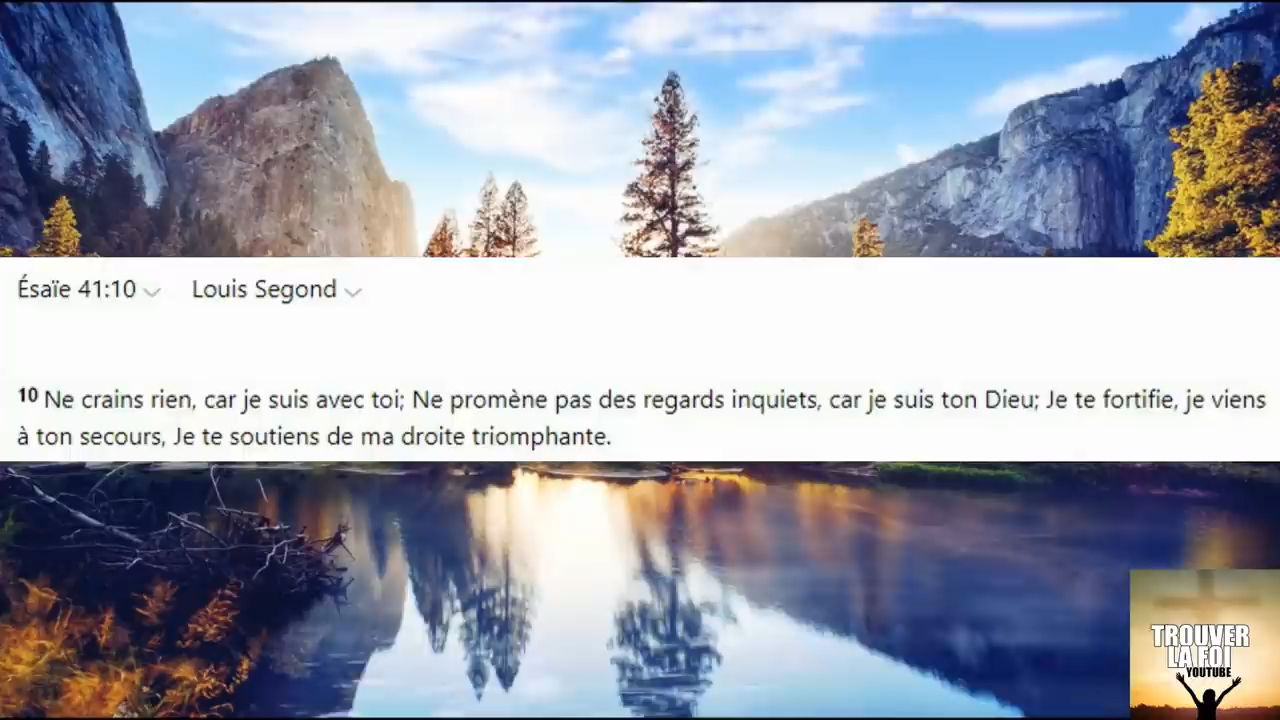 Ésaïe 41:10 Louis Segond
10 Ne crains rien, car je suis avec toi; Ne promène pas des regards inquiets, car je suis ton Dieu; Je te fortifie, je viens
à ton secours, Je te soutiens de ma droite triomphante.
TROUVER
LA FOI
YOUTUBE